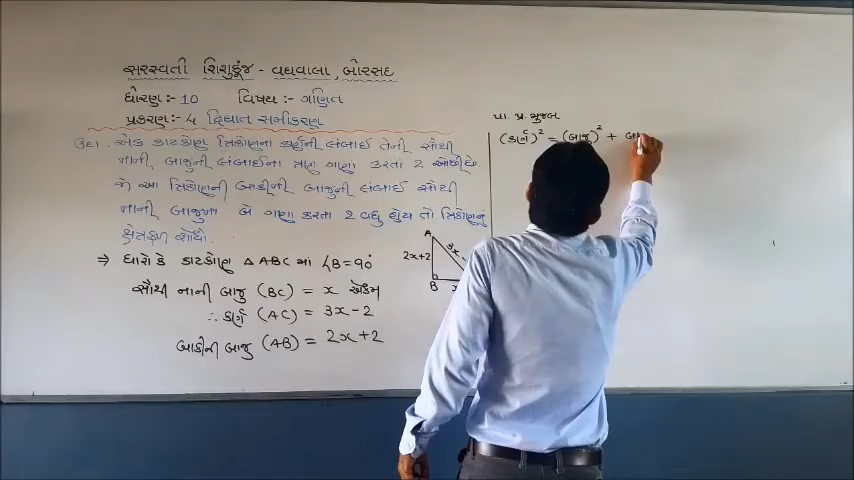 સરસ્વતી શિશુકુંજ - વઘવાલા, બોરસદ
ધોરણ :- 10 વિષય :- ગણિત
પ્રકરણ :- 4 દ્વિઘાત સમીકરણ
ઉદા. એક કાટકોણ ત્રિકોણના કર્ણની લંબાઈ તેની સૌથી
નાની બાજુની લંબાઈના ત્રણ ગણા કરતાં 2 ઓછી છે.
જો આ ત્રિકોણની બાકીની બાજુની લંબાઈ સૌથી
નાની બાજુના બે ગણા કરતા 2 વધુ હોય તો ત્રિકોણનું
ક્ષેત્રફળ શોધો.
⇒ ધારો કે કાટકોણ △ABC માં ∠B = 90°
સૌથી નાની બાજુ (BC) = x એકમ
∴ કર્ણ (AC) = 3x-2
બાકીની બાજુ (AB) = 2x+2
A
2x+2
3x-
B
x
પા. પ્ર. મુજબ
(કર્ણ)² = (બાજુ)² + બા